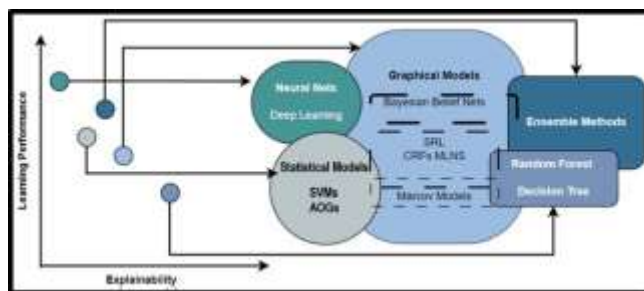 Learning Performance
Neural Nets
Deep Learning
Graphical Models
Bayesian Belief Nets
SRL
CRFs MLNS
Marcov Models
Statistical Models
SVMs
AOGs
Ensemble Methods
Random Forest
Decision Tree
Explainability